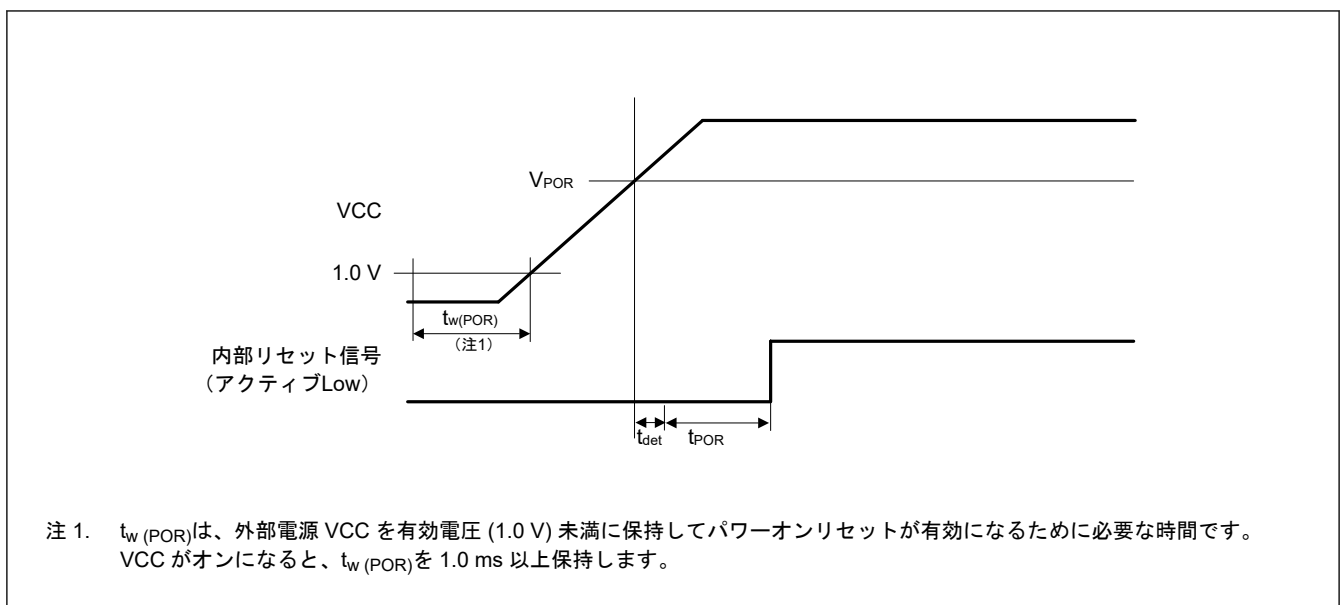 VPOR
VCC
1.0 V
tw(POR)
（注1）
内部リセット信号
（アクティブLow）
tdet
tPOR
注 1. tw (POR)は、外部電源 VCC を有効電圧 (1.0 V) 未満に保持してパワーオンリセットが有効になるために必要な時間です。
VCC がオンになると、tw (POR)を 1.0 ms 以上保持します。